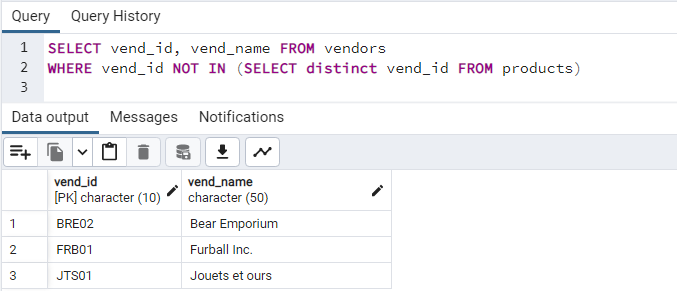 Query Query History
1 SELECT vend_id, vend_name FROM vendors
2 WHERE vend_id NOT IN (SELECT distinct vend_id FROM products)
3
Data output Messages Notifications
vend_id vend_name
[PK] character (10) character (50)
1 BRE02 Bear Emporium
2 FRB01 Furball Inc.
3 JTS01 Jouets et ours